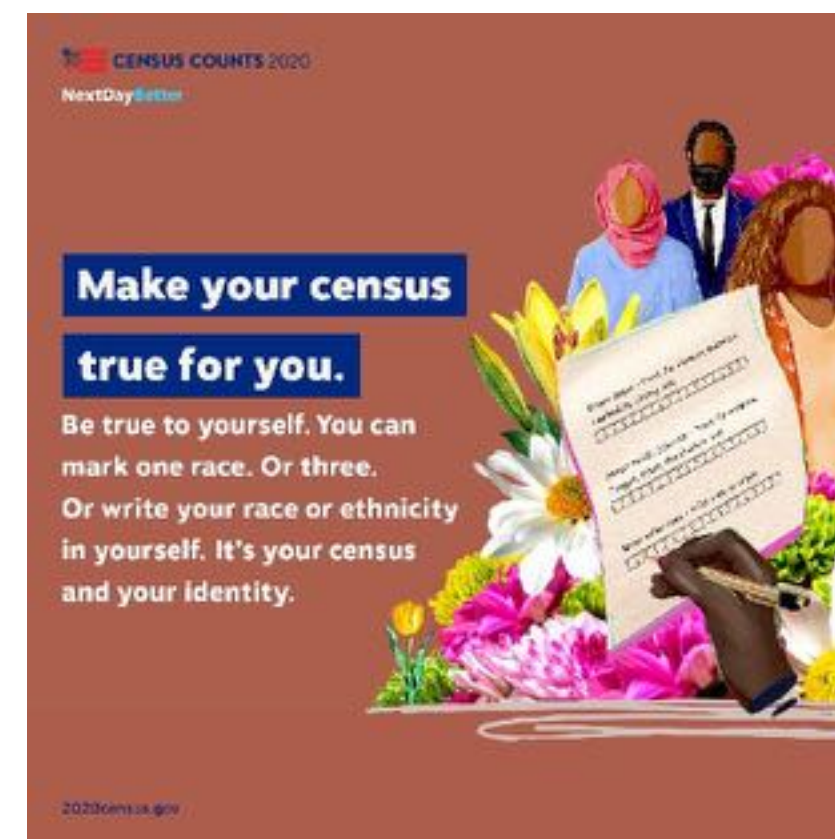 CENSUS COUNTS 2020
NextDayBetter
Make your census
true for you.
Be true to yourself. You can
mark one race. Or three.
Or write your race or ethnicity
in yourself. It's your census
and your identity.
2020census.gov